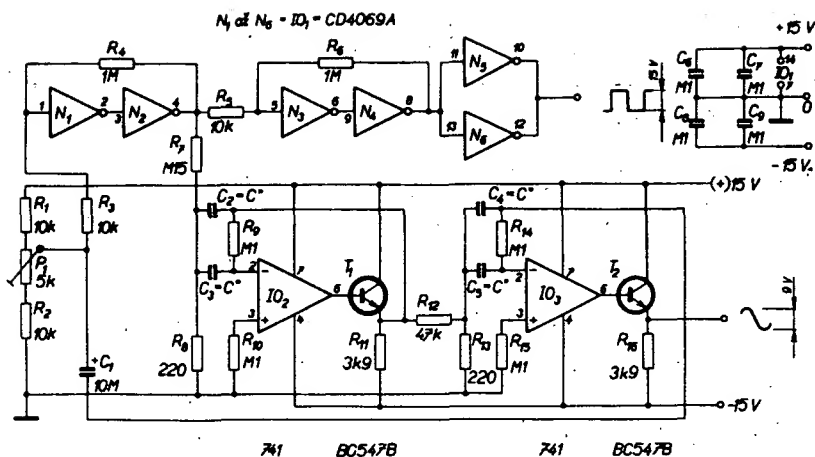 N₁ až N₆ - IO₁ = CD4069A
R₄
1M
R₆
1M
1
N₁
2
3
N₂
4
R₅
10k
5
N₃
6
9
N₄
8
11
N₅
10
13
N₆
12
15 V
C₆
M1
C₇
M1
14
IO₁
7
C₈
M1
C₉
M1
+15 V
0
-15 V
R₇
M15
(+)15 V
R₁
10k
R₃
10k
P₁
5k
R₂
10k
+C₁
10M
C₂=C*
R₉
M1
C₃=C*
2
7
IO₂
6
3
4
T₁
R₈
220
R₁₀
M1
R₁₁
3k9
R₁₂
47k
C₄=C*
R₁₄
M1
C₅=C*
2
7
IO₃
6
3
4
T₂
R₁₃
220
R₁₅
M1
R₁₆
3k9
9V
-15 V
741
BC547B
741
BC547B